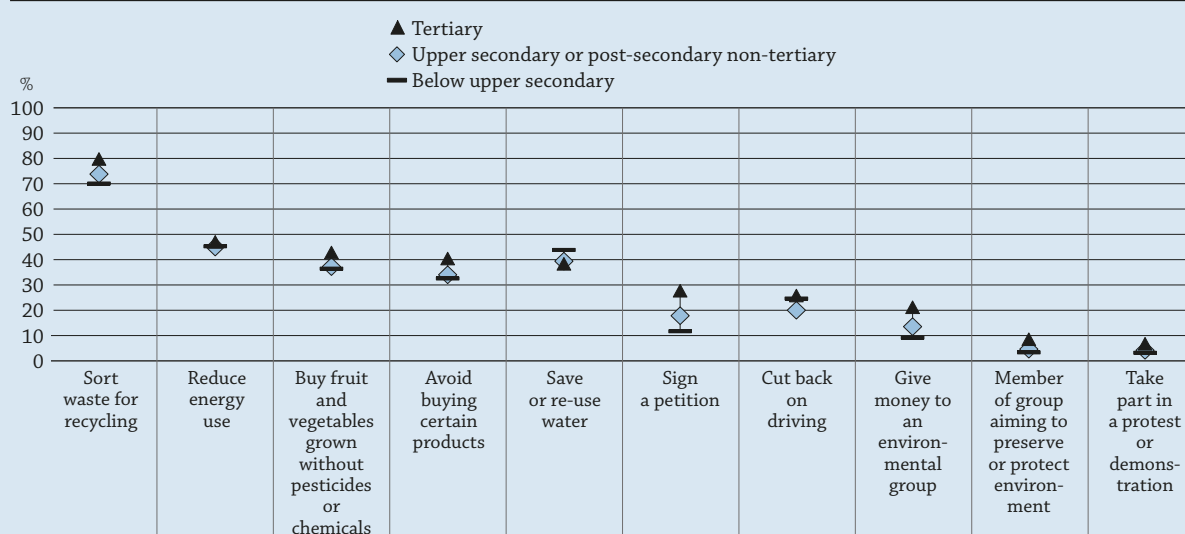 Tertiary
Upper secondary or post-secondary non-tertiary
Below upper secondary
%
100
90
80
70
60
50
40
30
20
10
0
Sort
waste for
recycling
Reduce
energy
use
Buy fruit
and
vegetables
grown
without
pesticides
or
chemicals
Avoid
buying
certain
products
Save
or re-use
water
Sign
a petition
Cut back
on
driving
Give
money to
an
environ-
mental
group
Member
of group
aiming to
preserve
or protect
environ-
ment
Take
part in
a protest
or
demons-
tration